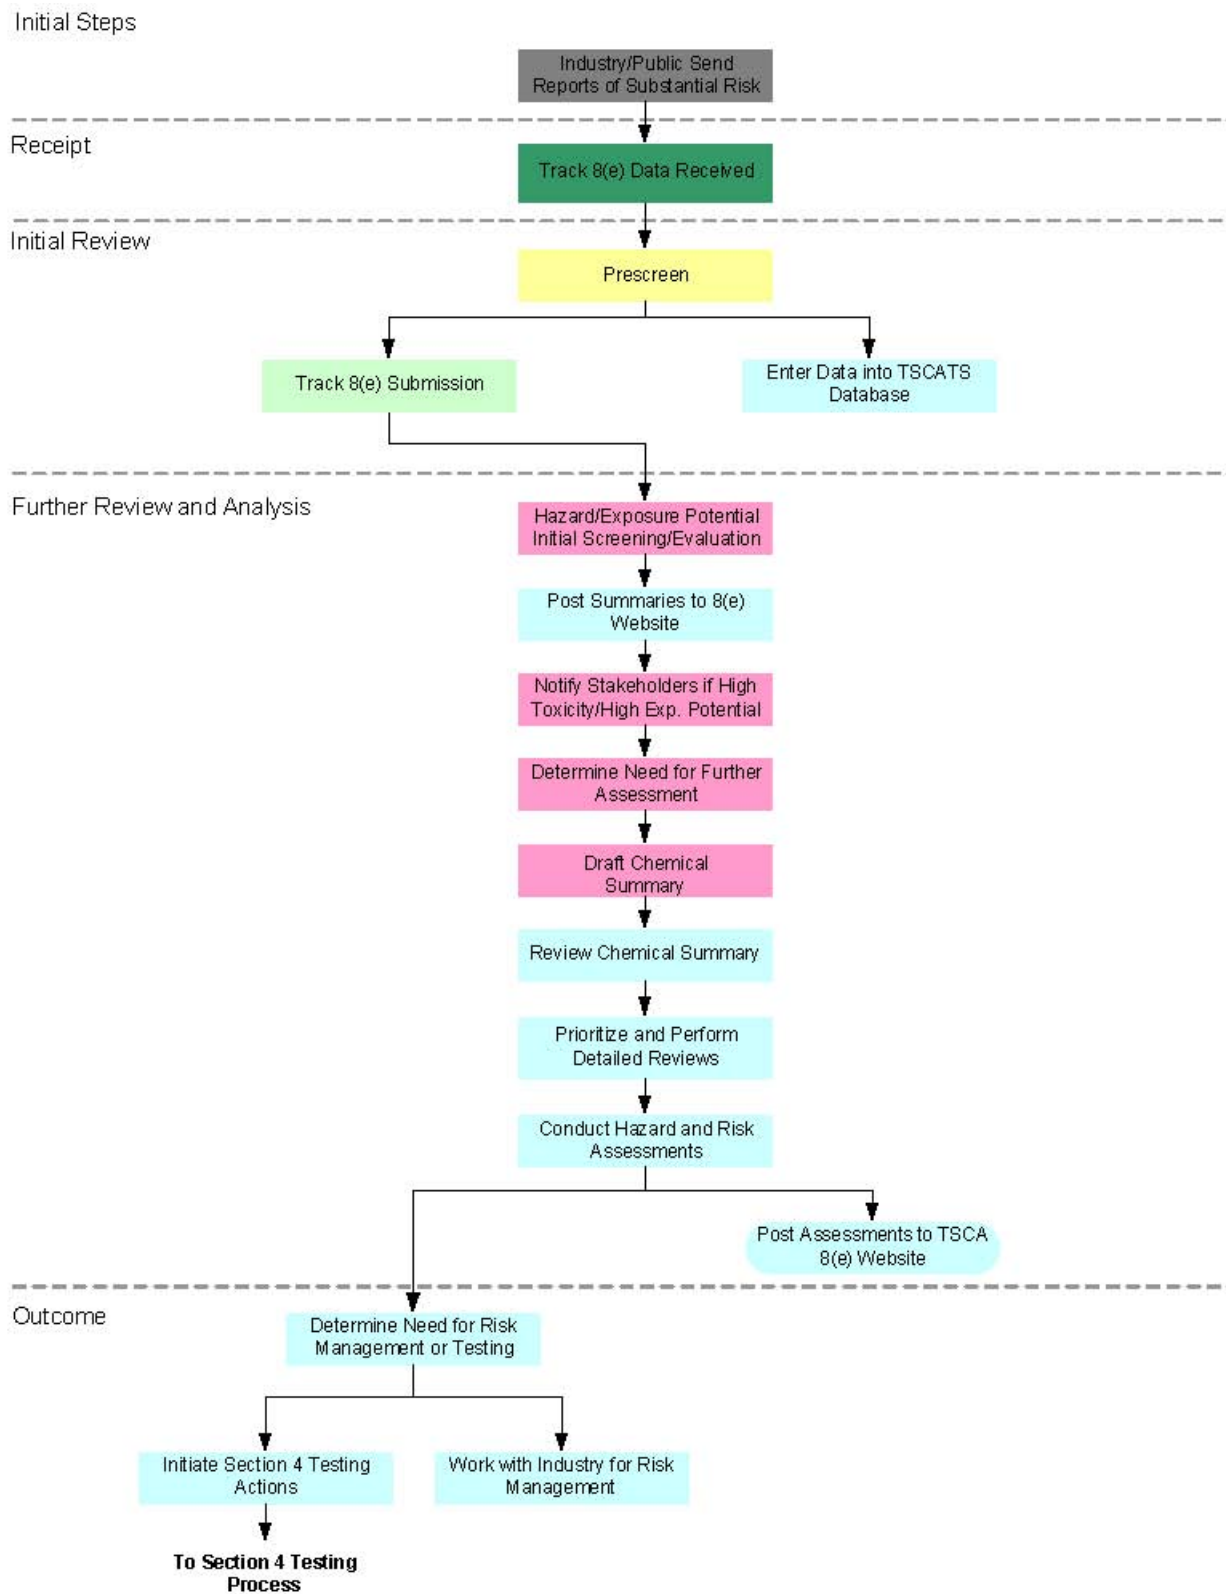 Initial Steps
Industry/Public Send
Reports of Substantial Risk
Receipt
Track 8(e) Data Received
Initial Review
Prescreen
Track 8(e) Submission
Enter Data into TSCATS
Database
Further Review and Analysis
Hazard/Exposure Potential
Initial Screening/Evaluation
Post Summaries to 8(e)
Website
Notify Stakeholders if High
Toxicity/High Exp. Potential
Determine Need for Further
Assessment
Draft Chemical
Summary
Review Chemical Summary
Prioritize and Perform
Detailed Reviews
Conduct Hazard and Risk
Assessments
Post Assessments to TSCA
8(e) Website
Outcome
Determine Need for Risk
Management or Testing
Initiate Section 4 Testing
Actions
Work with Industry for Risk
Management
To Section 4 Testing
Process